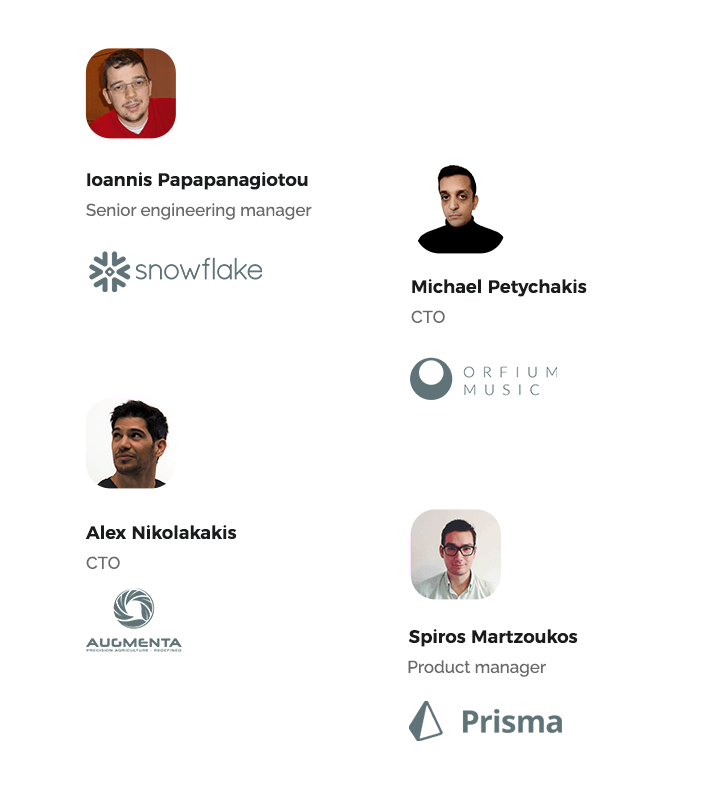 Ioannis Papapanagiotou
Senior engineering manager
snowflake
Michael Petychakis
CTO
ORFIUM
MUSIC
Alex Nikolakakis
CTO
AUGMENTA
PRECISION AGRICULTURE - REDEFINED
Spiros Martzoukos
Product manager
Prisma